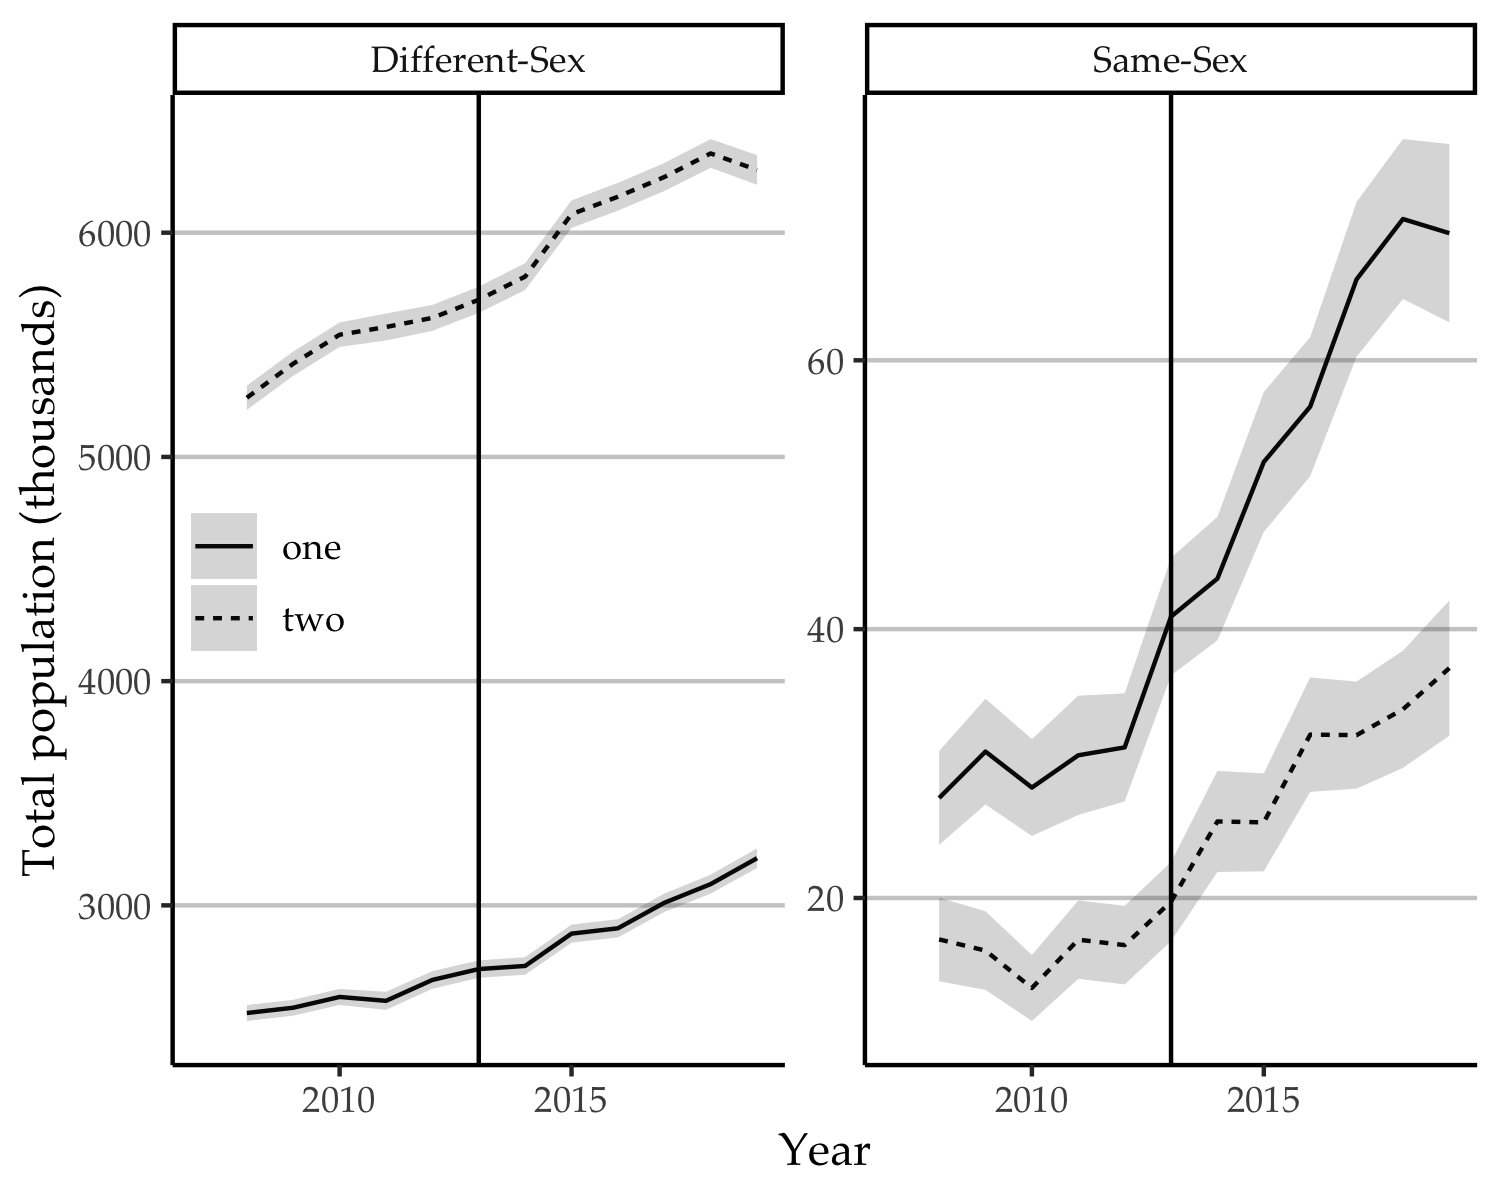 Different-Sex
Same-Sex
Total population (thousands)
6000
5000
4000
3000
one
two
60
40
20
2010
2015
2010
2015
Year